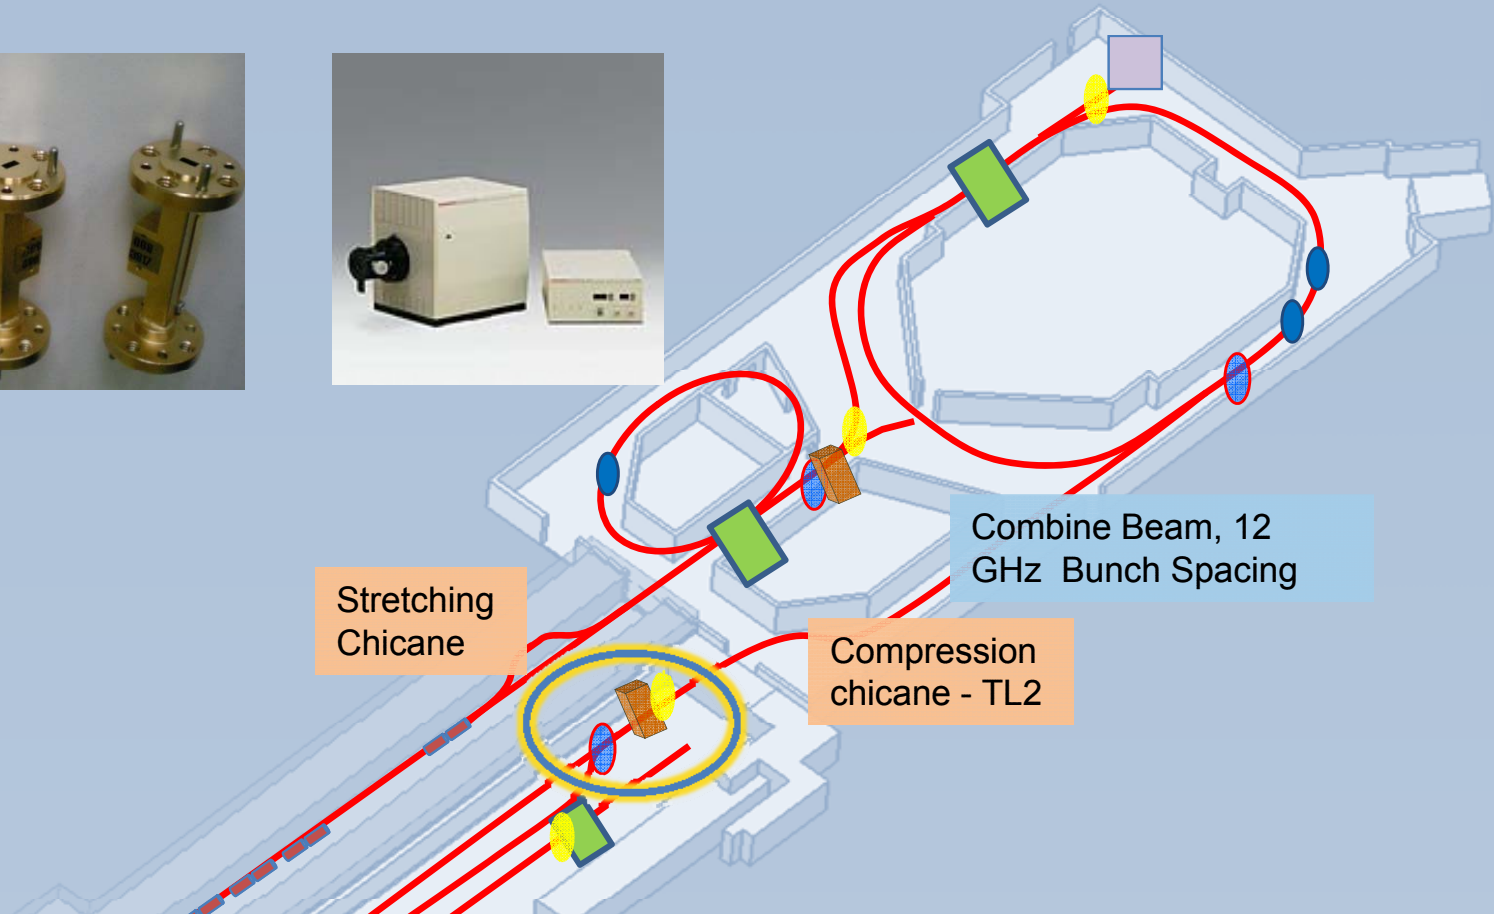 Combine Beam, 12
GHz  Bunch Spacing
Stretching
Chicane
Compression
chicane - TL2